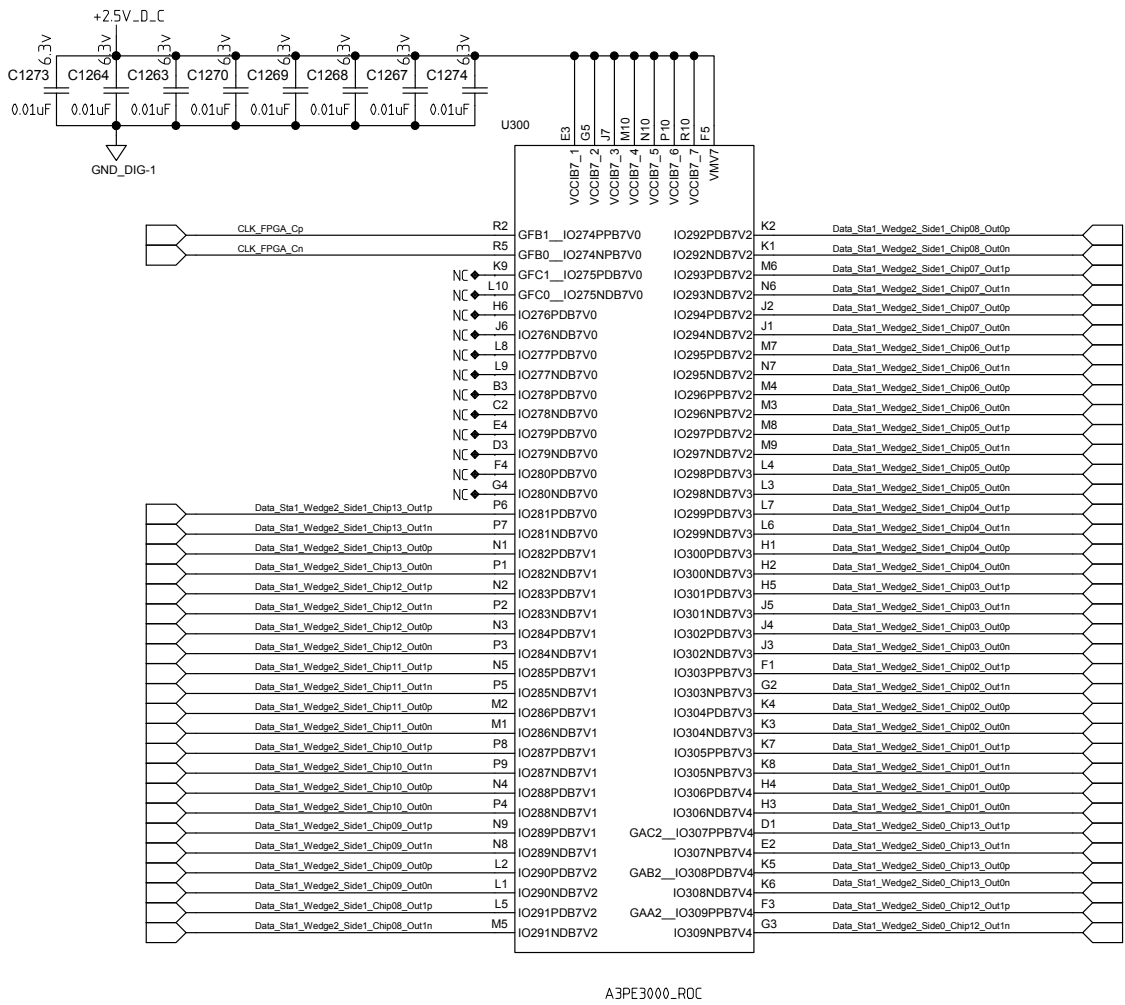 +2.5V_D_C
6.3v 6.3v 6.3v 6.3v 6.3v 6.3v 6.3v 6.3v
C1273 C1264 C1263 C1270 C1269 C1268 C1267 C1274
0.01uF 0.01uF 0.01uF 0.01uF 0.01uF 0.01uF 0.01uF 0.01uF
GND_DIG-1
U300
E3 G5 J7 M10 N10 P10 R10 F5
VCCIB7_1 VCCIB7_2 VCCIB7_3 VCCIB7_4 VCCIB7_5 VCCIB7_6 VCCIB7_7 VMV7
CLK_FPGA_Cp R2 GFB1__IO274PPB7V0 IO292PDB7V2 K2 Data_Sta1_Wedge2_Side1_Chip08_Out0p
CLK_FPGA_Cn R5 GFB0__IO274NPB7V0 IO292NDB7V2 K1 Data_Sta1_Wedge2_Side1_Chip08_Out0n
NC K9 GFC1__IO275PDB7V0 IO293PDB7V2 M6 Data_Sta1_Wedge2_Side1_Chip07_Out1p
NC L10 GFC0__IO275NDB7V0 IO293NDB7V2 N6 Data_Sta1_Wedge2_Side1_Chip07_Out1n
NC H6 IO276PDB7V0 IO294PDB7V2 J2 Data_Sta1_Wedge2_Side1_Chip07_Out0p
NC J6 IO276NDB7V0 IO294NDB7V2 J1 Data_Sta1_Wedge2_Side1_Chip07_Out0n
NC L8 IO277PDB7V0 IO295PDB7V2 M7 Data_Sta1_Wedge2_Side1_Chip06_Out1p
NC L9 IO277NDB7V0 IO295NDB7V2 N7 Data_Sta1_Wedge2_Side1_Chip06_Out1n
NC B3 IO278PDB7V0 IO296PPB7V2 M4 Data_Sta1_Wedge2_Side1_Chip06_Out0p
NC C2 IO278NDB7V0 IO296NPB7V2 M3 Data_Sta1_Wedge2_Side1_Chip06_Out0n
NC E4 IO279PDB7V0 IO297PDB7V2 M8 Data_Sta1_Wedge2_Side1_Chip05_Out1p
NC D3 IO279NDB7V0 IO297NDB7V2 M9 Data_Sta1_Wedge2_Side1_Chip05_Out1n
NC F4 IO280PDB7V0 IO298PDB7V3 L4 Data_Sta1_Wedge2_Side1_Chip05_Out0p
NC G4 IO280NDB7V0 IO298NDB7V3 L3 Data_Sta1_Wedge2_Side1_Chip05_Out0n
Data_Sta1_Wedge2_Side1_Chip13_Out1p P6 IO281PDB7V0 IO299PDB7V3 L7 Data_Sta1_Wedge2_Side1_Chip04_Out1p
Data_Sta1_Wedge2_Side1_Chip13_Out1n P7 IO281NDB7V0 IO299NDB7V3 L6 Data_Sta1_Wedge2_Side1_Chip04_Out1n
Data_Sta1_Wedge2_Side1_Chip13_Out0p N1 IO282PDB7V1 IO300PDB7V3 H1 Data_Sta1_Wedge2_Side1_Chip04_Out0p
Data_Sta1_Wedge2_Side1_Chip13_Out0n P1 IO282NDB7V1 IO300NDB7V3 H2 Data_Sta1_Wedge2_Side1_Chip04_Out0n
Data_Sta1_Wedge2_Side1_Chip12_Out1p N2 IO283PDB7V1 IO301PDB7V3 H5 Data_Sta1_Wedge2_Side1_Chip03_Out1p
Data_Sta1_Wedge2_Side1_Chip12_Out1n P2 IO283NDB7V1 IO301NDB7V3 J5 Data_Sta1_Wedge2_Side1_Chip03_Out1n
Data_Sta1_Wedge2_Side1_Chip12_Out0p N3 IO284PDB7V1 IO302PDB7V3 J4 Data_Sta1_Wedge2_Side1_Chip03_Out0p
Data_Sta1_Wedge2_Side1_Chip12_Out0n P3 IO284NDB7V1 IO302NDB7V3 J3 Data_Sta1_Wedge2_Side1_Chip03_Out0n
Data_Sta1_Wedge2_Side1_Chip11_Out1p N5 IO285PDB7V1 IO303PPB7V3 F1 Data_Sta1_Wedge2_Side1_Chip02_Out1p
Data_Sta1_Wedge2_Side1_Chip11_Out1n P5 IO285NDB7V1 IO303NPB7V3 G2 Data_Sta1_Wedge2_Side1_Chip02_Out1n
Data_Sta1_Wedge2_Side1_Chip11_Out0p M2 IO286PDB7V1 IO304PDB7V3 K4 Data_Sta1_Wedge2_Side1_Chip02_Out0p
Data_Sta1_Wedge2_Side1_Chip11_Out0n M1 IO286NDB7V1 IO304NDB7V3 K3 Data_Sta1_Wedge2_Side1_Chip02_Out0n
Data_Sta1_Wedge2_Side1_Chip10_Out1p P8 IO287PDB7V1 IO305PPB7V3 K7 Data_Sta1_Wedge2_Side1_Chip01_Out1p
Data_Sta1_Wedge2_Side1_Chip10_Out1n P9 IO287NDB7V1 IO305NPB7V3 K8 Data_Sta1_Wedge2_Side1_Chip01_Out1n
Data_Sta1_Wedge2_Side1_Chip10_Out0p N4 IO288PDB7V1 IO306PDB7V4 H4 Data_Sta1_Wedge2_Side1_Chip01_Out0p
Data_Sta1_Wedge2_Side1_Chip10_Out0n P4 IO288NDB7V1 IO306NDB7V4 H3 Data_Sta1_Wedge2_Side1_Chip01_Out0n
Data_Sta1_Wedge2_Side1_Chip09_Out1p N9 IO289PDB7V1 GAC2__IO307PPB7V4 D1 Data_Sta1_Wedge2_Side0_Chip13_Out1p
Data_Sta1_Wedge2_Side1_Chip09_Out1n N8 IO289NDB7V1 IO307NPB7V4 E2 Data_Sta1_Wedge2_Side0_Chip13_Out1n
Data_Sta1_Wedge2_Side1_Chip09_Out0p L2 IO290PDB7V2 GAB2__IO308PDB7V4 K5 Data_Sta1_Wedge2_Side0_Chip13_Out0p
Data_Sta1_Wedge2_Side1_Chip09_Out0n L1 IO290NDB7V2 IO308NDB7V4 K6 Data_Sta1_Wedge2_Side0_Chip13_Out0n
Data_Sta1_Wedge2_Side1_Chip08_Out1p L5 IO291PDB7V2 GAA2__IO309PPB7V4 F3 Data_Sta1_Wedge2_Side0_Chip12_Out1p
Data_Sta1_Wedge2_Side1_Chip08_Out1n M5 IO291NDB7V2 IO309NPB7V4 G3 Data_Sta1_Wedge2_Side0_Chip12_Out1n
A3PE3000_ROC